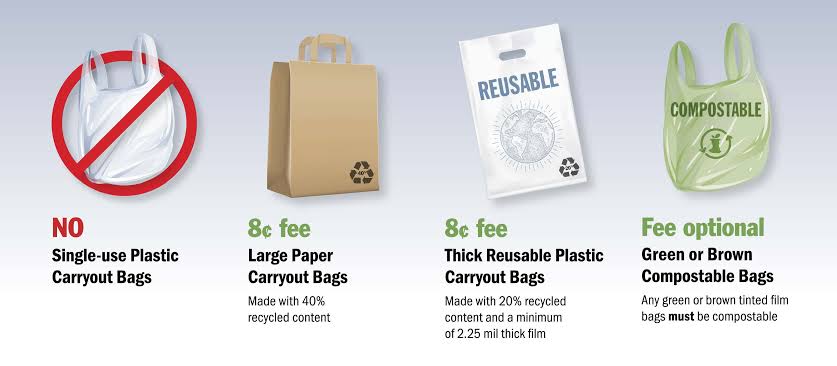 REUSABLE
COMPOSTABLE
40%
20%
NO
Single-use Plastic
Carryout Bags
8¢ fee
Large Paper
Carryout Bags
Made with 40%
recycled content
8¢ fee
Thick Reusable Plastic
Carryout Bags
Made with 20% recycled
content and a minimum
of 2.25 mil thick film
Fee optional
Green or Brown
Compostable Bags
Any green or brown tinted film
bags must be compostable